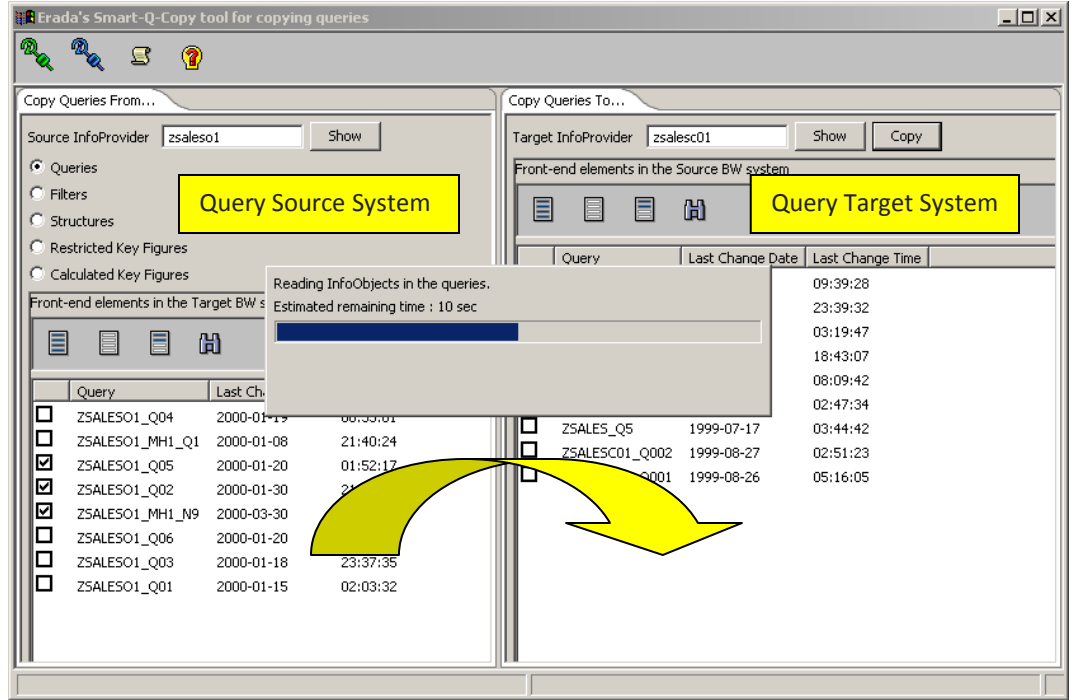 Erada's Smart-Q-Copy tool for copying queries
Copy Queries From...
Source InfoProvider zsaleso1 Show
Queries
Filters
Structures
Restricted Key Figures
Calculated Key Figures
Query Source System
Front-end elements in the Target BW s
Query Last Ch
ZSALESO1_Q04 2000-01-19
ZSALESO1_MH1_Q1 2000-01-08 21:40:24
ZSALESO1_Q05 2000-01-20 01:52:17
ZSALESO1_Q02 2000-01-30
ZSALESO1_MH1_N9 2000-03-30
ZSALESO1_Q06 2000-01-20
ZSALESO1_Q03 2000-01-18 23:37:35
ZSALESO1_Q01 2000-01-15 02:03:32
Reading InfoObjects in the queries.
Estimated remaining time : 10 sec
Copy Queries To...
Target InfoProvider zsalesc01 Show Copy
Front-end elements in the Source BW system
Query Target System
Query Last Change Date Last Change Time
09:39:28
23:39:32
03:19:47
18:43:07
08:09:42
02:47:34
ZSALES_Q5 1999-07-17 03:44:42
ZSALESC01_Q002 1999-08-27 02:51:23
0001 1999-08-26 05:16:05